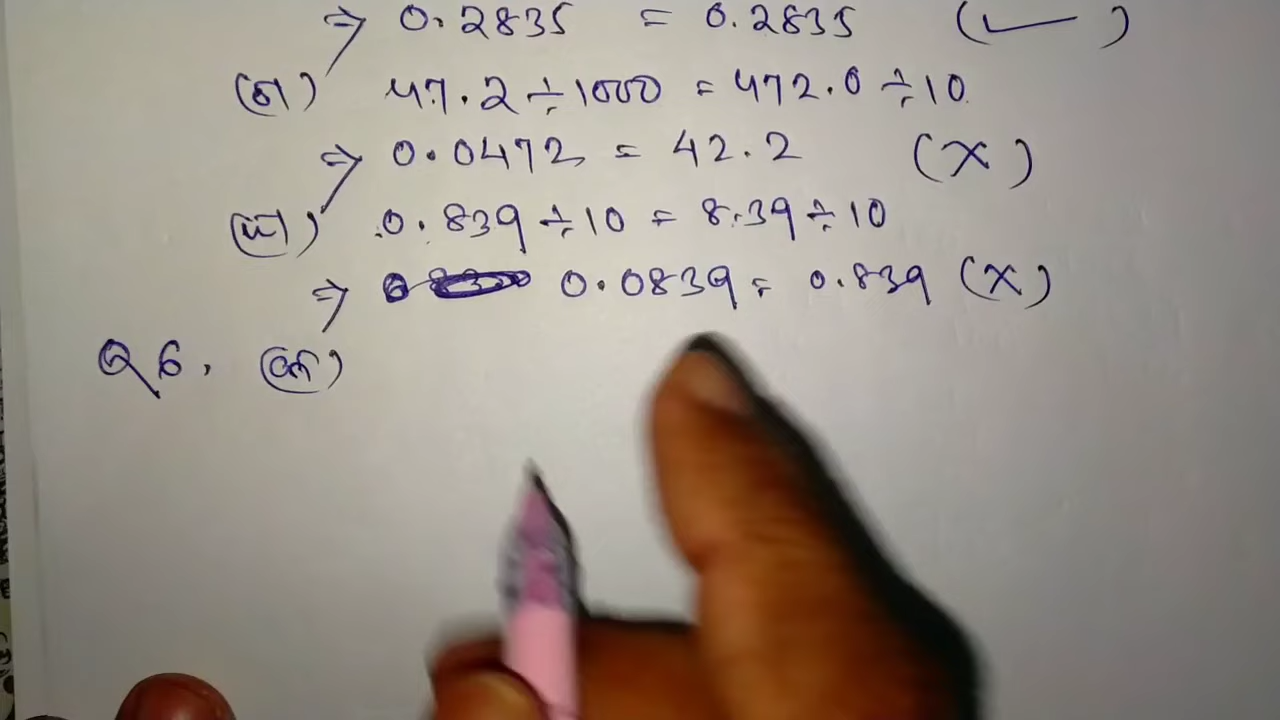 ⇒ 0.2835 = 0.2835 (✓)
47.2 ÷ 1000 = 472.0 ÷ 10
⇒ 0.0472 = 42.2 (X)
0.839 ÷ 10 = 8.39 ÷ 10
⇒ 0.0839 = 0.839 (X)
Q 6. (क)